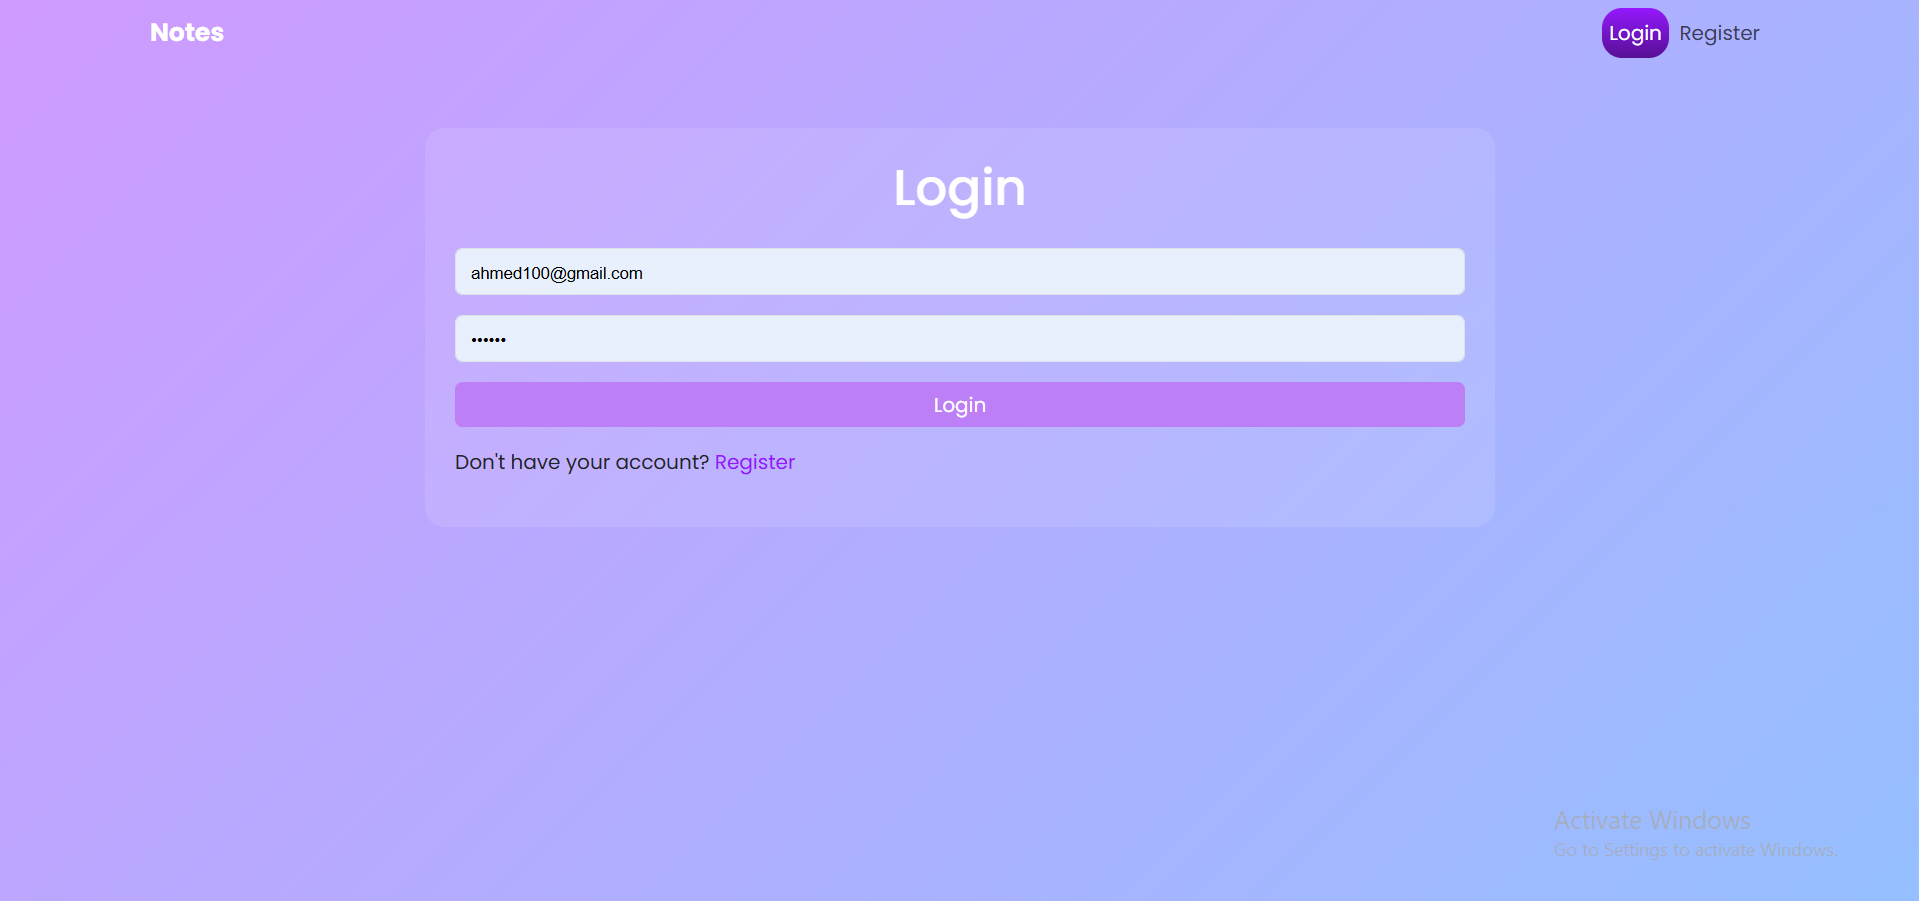 Notes
Login Register
Login
ahmed100@gmail.com
••••••
Login
Don't have your account? Register
Activate Windows
Go to Settings to activate Windows.